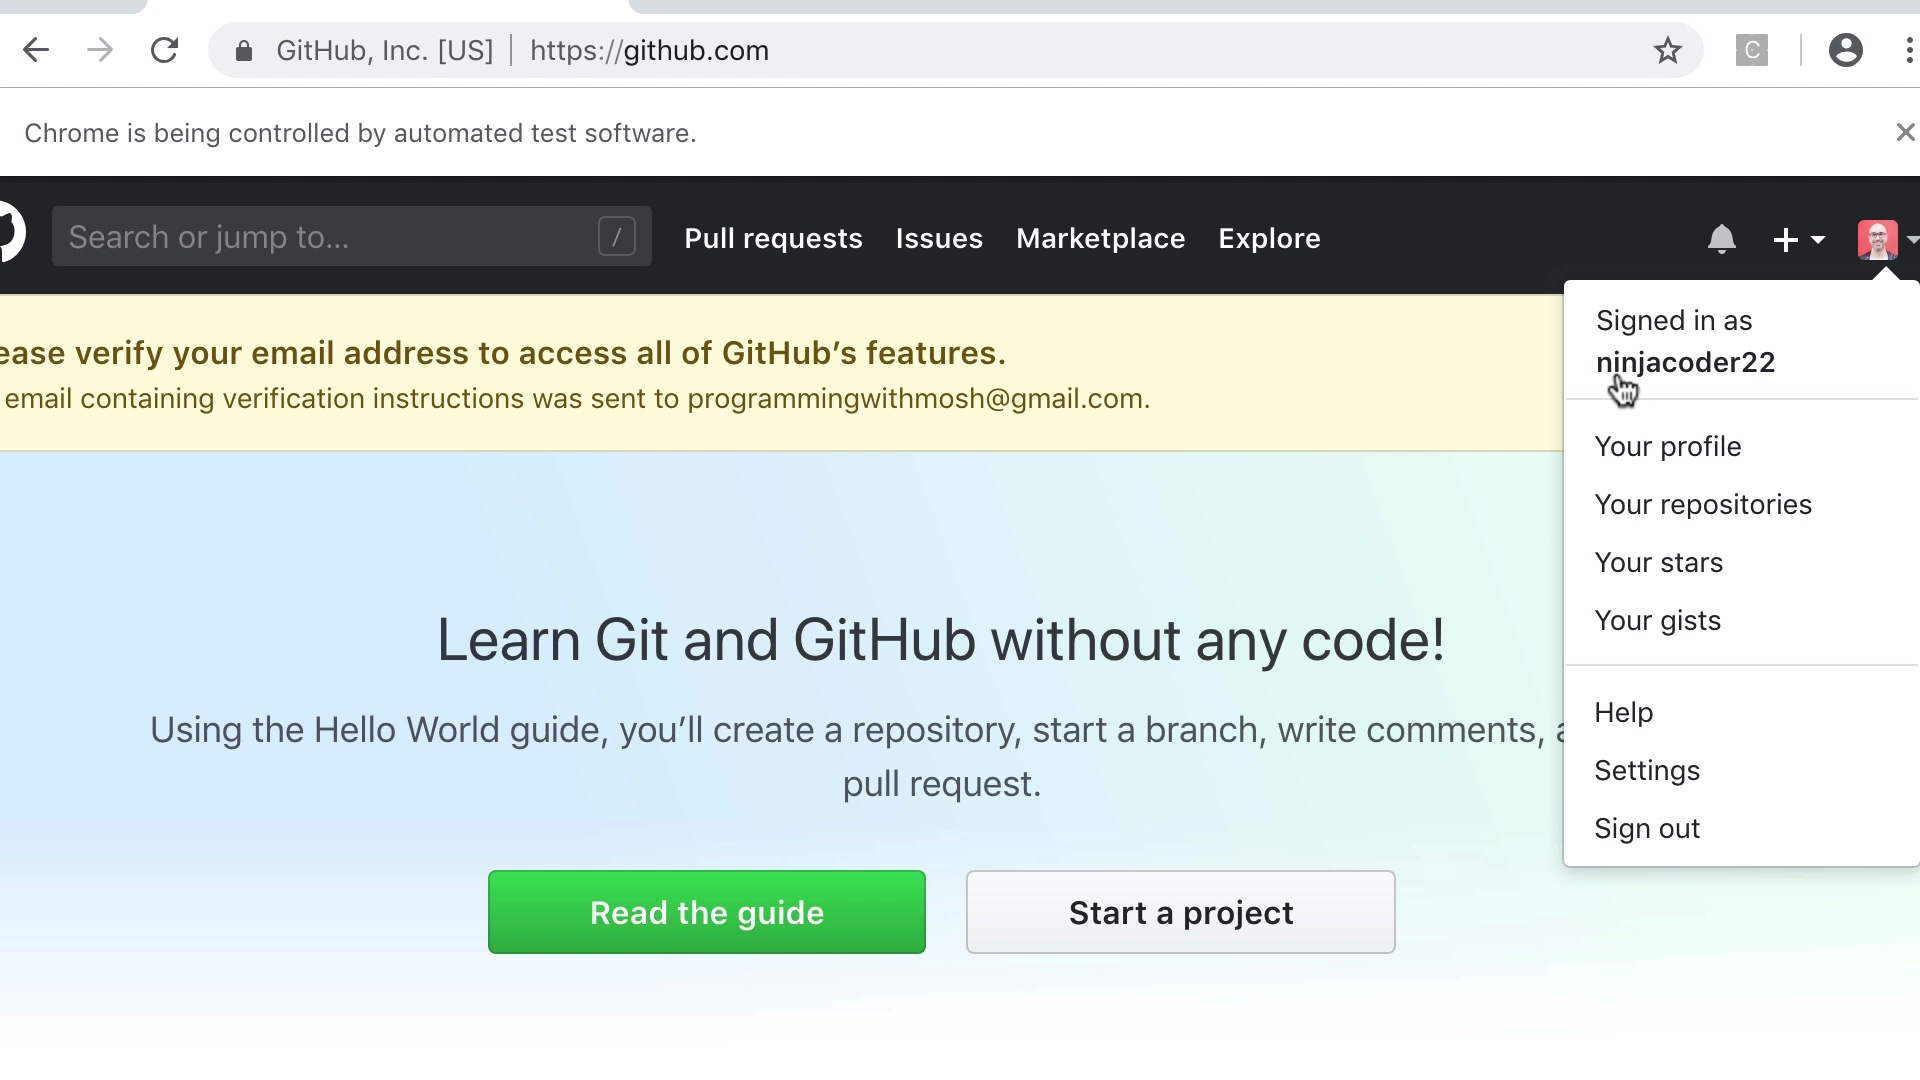 GitHub, Inc. [US] | https://github.com
C
Chrome is being controlled by automated test software.
Search or jump to...
/
Pull requests
Issues
Marketplace
Explore
Signed in as
ninjacoder22
ease verify your email address to access all of GitHub's features.
email containing verification instructions was sent to programmingwithmosh@gmail.com.
Your profile
Your repositories
Your stars
Your gists
Help
Settings
Sign out
Learn Git and GitHub without any code!
Using the Hello World guide, you'll create a repository, start a branch, write comments,
pull request.
Read the guide
Start a project